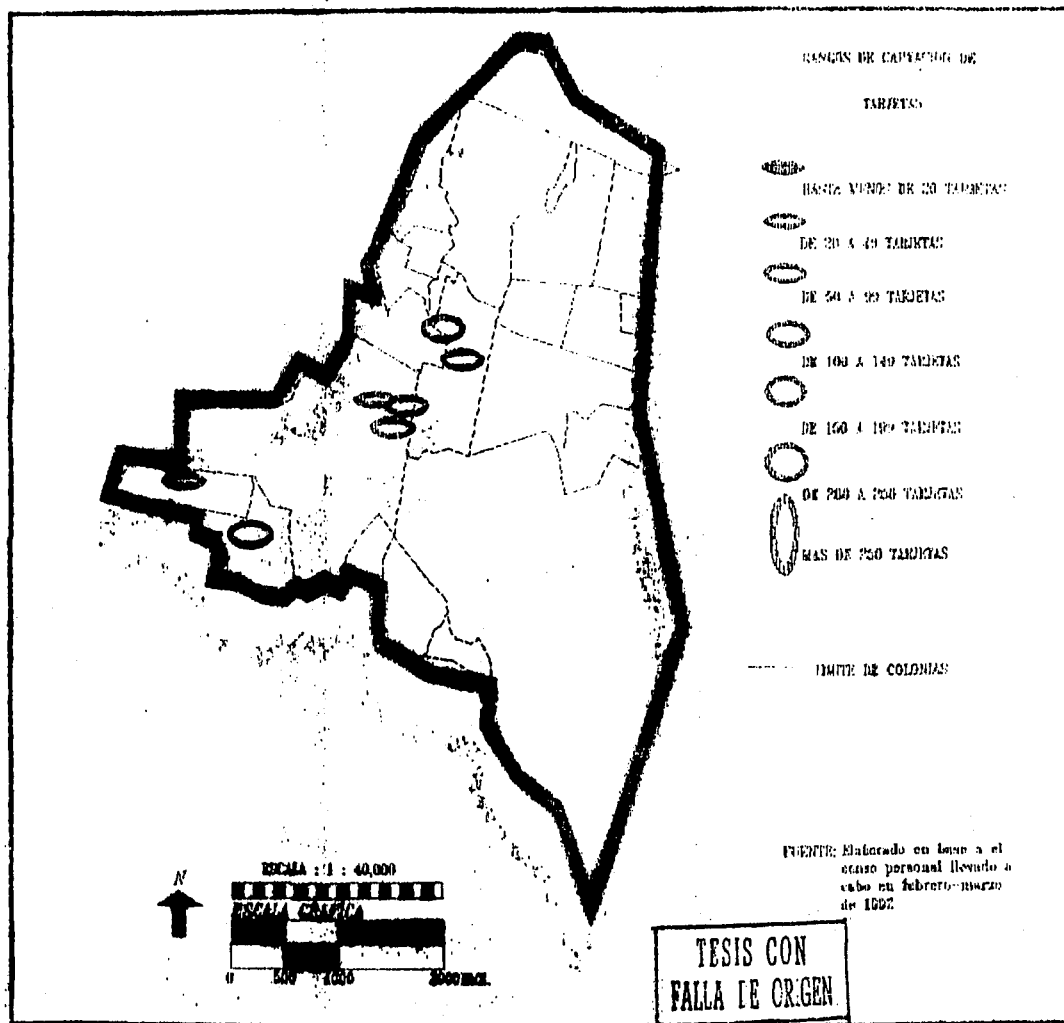 RANGOS DE CAPTACION DE
TARJETAS
HASTA MENOS DE 20 TARJETAS
DE 20 A 49 TARJETAS
DE 50 A 99 TARJETAS
DE 100 A 149 TARJETAS
DE 150 A 199 TARJETAS
DE 200 A 250 TARJETAS
MAS DE 250 TARJETAS
LIMITE DE COLONIAS
FUENTE: Elaborado en base a el
censo personal llevado a
cabo en febrero-marzo
de
N
ESCALA : 1 : 40,000
ESCALA GRAFICA
0 500 1000
TESIS CON
FALLA DE ORIGEN